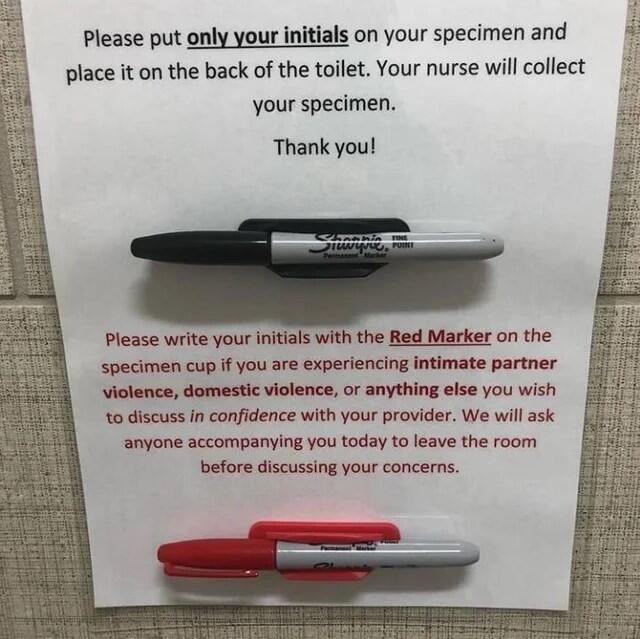 Please put only your initials on your specimen and
place it on the back of the toilet. Your nurse will collect
your specimen.
Thank you!
Sharpie FINE POINT
Permanent Marker
Please write your initials with the Red Marker on the
specimen cup if you are experiencing intimate partner
violence, domestic violence, or anything else you wish
to discuss in confidence with your provider. We will ask
anyone accompanying you today to leave the room
before discussing your concerns.
Permanent Marker